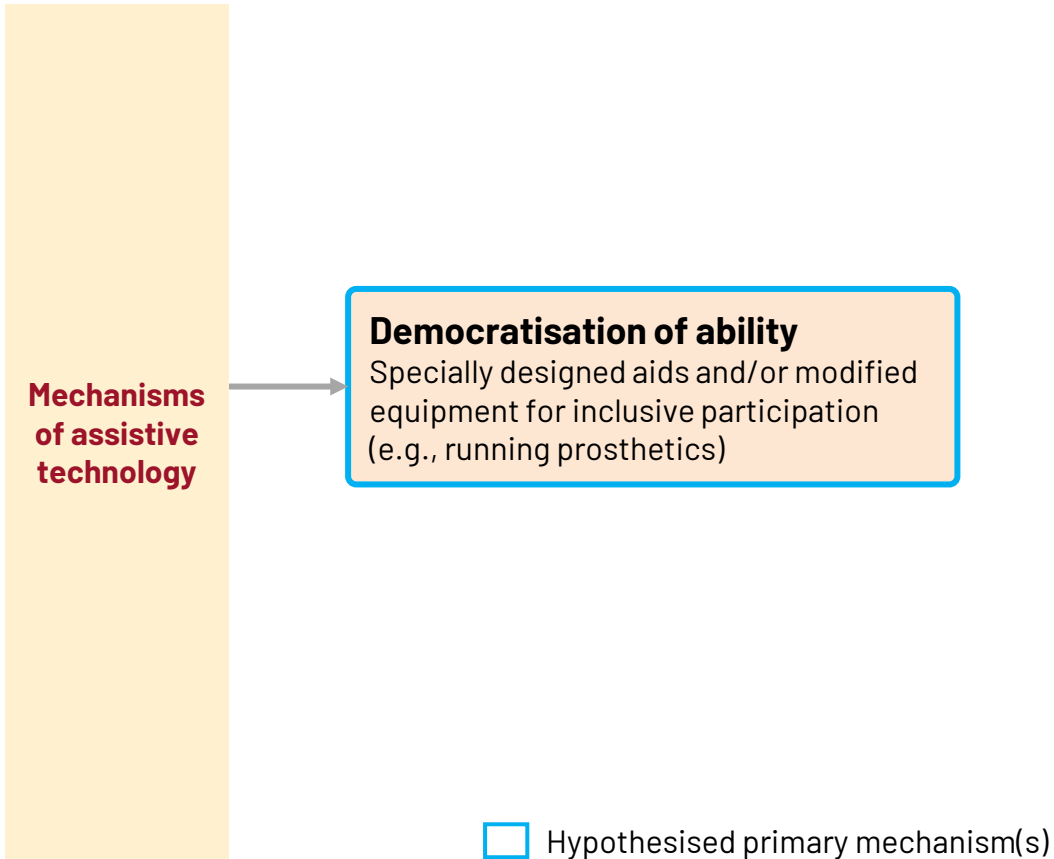 Mechanisms
of assistive
technology
Democratisation of ability
Specially designed aids and/or modified
equipment for inclusive participation
(e.g., running prosthetics)
Hypothesised primary mechanism(s)